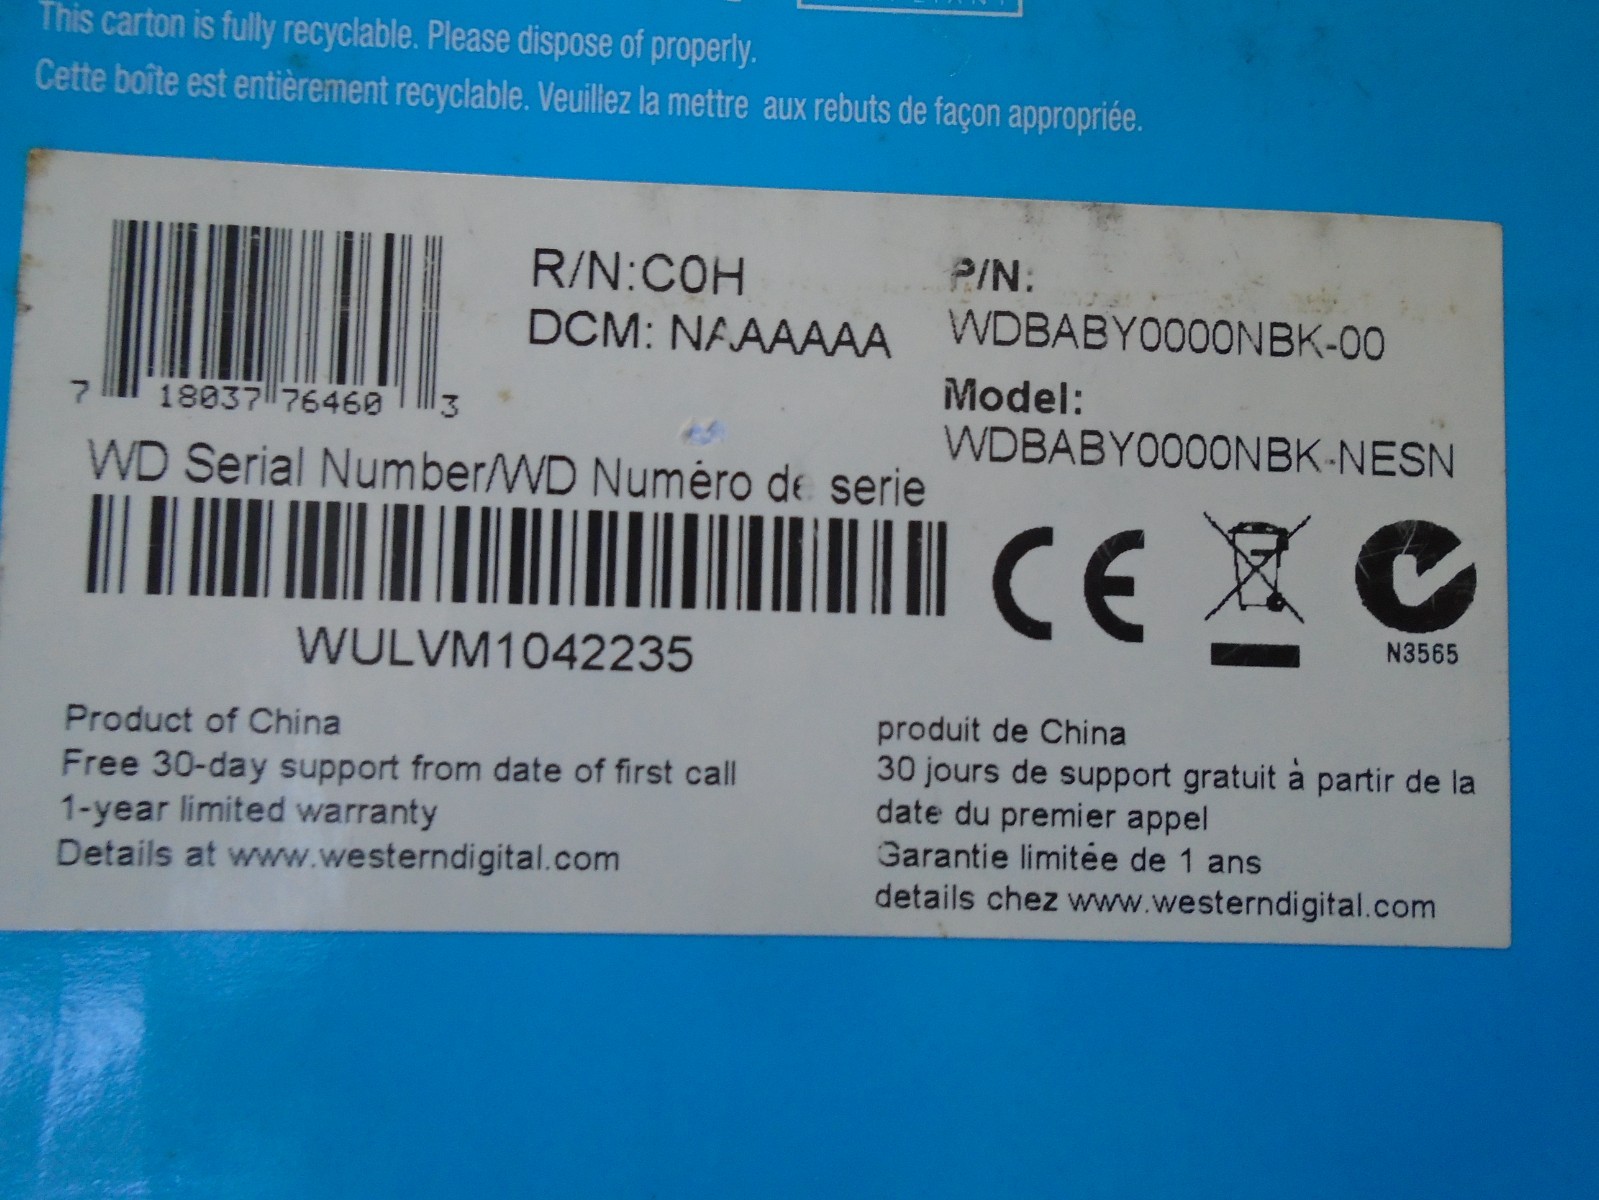 This carton is fully recyclable. Please dispose of properly.
Cette boîte est entièrement recyclable. Veuillez la mettre aux rebuts de façon appropriée.
R/N:C0H
DCM: NAAAAAA
P/N:
WDBABY0000NBK-00
Model:
WDBABY0000NBK-NESN
7 18037 76460 3
WD Serial Number/WD Numéro de serie
WULVM1042235
CE
N3565
Product of China
Free 30-day support from date of first call
1-year limited warranty
Details at www.westerndigital.com
produit de China
30 jours de support gratuit à partir de la
date du premier appel
Garantie limitée de 1 ans
details chez www.westerndigital.com